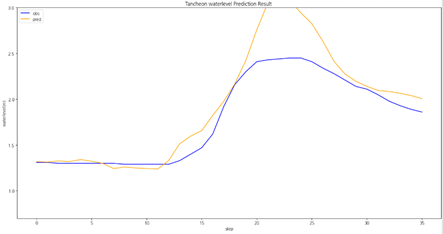 Tancheon waterlevel Prediction Result
obs
pred
3.0
2.5
2.0
1.5
1.0
waterlevel(m)
0 5 10 15 20 25 30 35
step